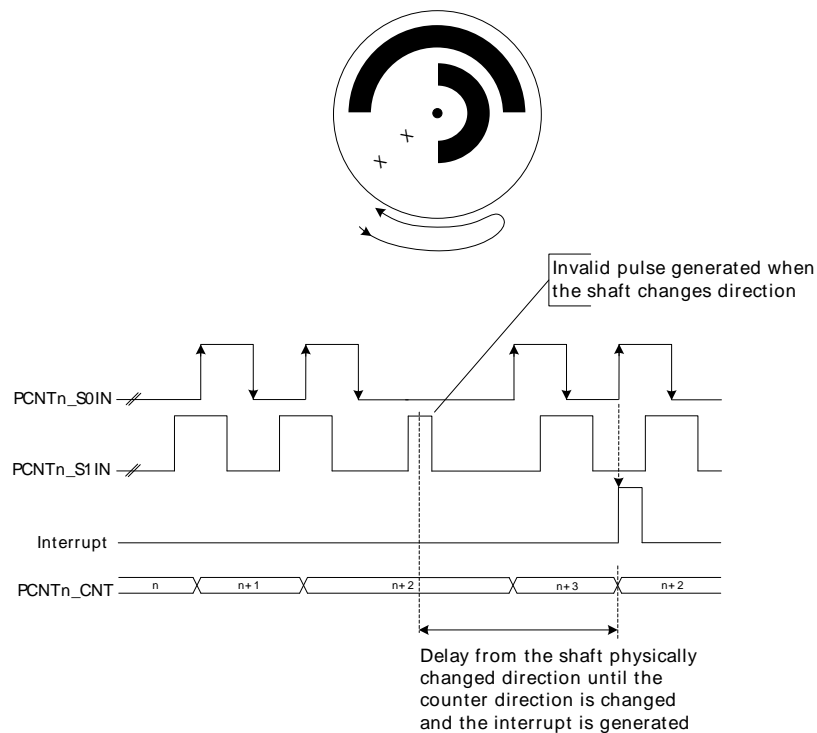 X
X
Invalid pulse generated when
the shaft changes direction
PCNTn_S0IN
PCNTn_S1IN
Interrupt
PCNTn_CNT n n+1 n+2 n+3 n+2
Delay from the shaft physically
changed direction until the
counter direction is changed
and the interrupt is generated